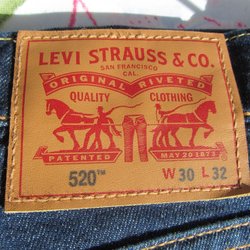 LEVI STRAUSS & CO.
SAN FRANCISCO
CAL.
ORIGINAL RIVETED
QUALITY CLOTHING
PATENTED MAY 20 1873
520™ W 30 L 32